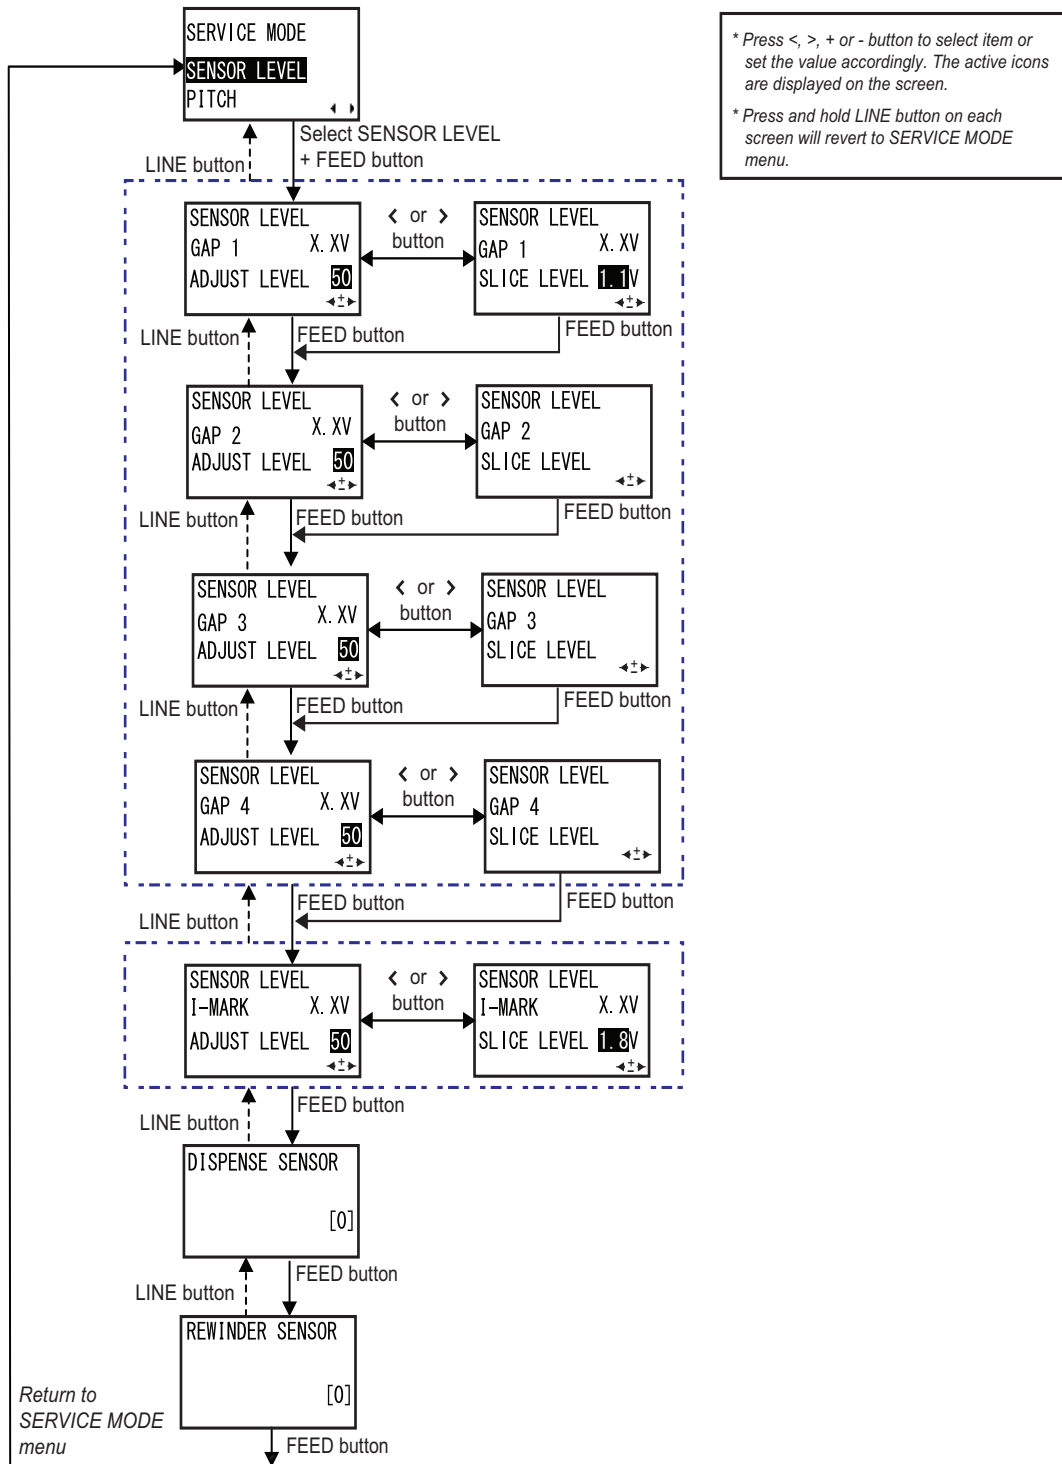 SERVICE MODE
SENSOR LEVEL
PITCH
* Press <, >, + or - button to select item or
set the value accordingly. The active icons
are displayed on the screen.
* Press and hold LINE button on each
screen will revert to SERVICE MODE
menu.
LINE button
Select SENSOR LEVEL
+ FEED button
SENSOR LEVEL
GAP 1 X.XV
ADJUST LEVEL 50
< or >
button
SENSOR LEVEL
GAP 1 X.XV
SLICE LEVEL 1.1V
LINE button
FEED button
FEED button
SENSOR LEVEL
GAP 2 X.XV
ADJUST LEVEL 50
< or >
button
SENSOR LEVEL
GAP 2
SLICE LEVEL
LINE button
FEED button
FEED button
SENSOR LEVEL
GAP 3 X.XV
ADJUST LEVEL 50
< or >
button
SENSOR LEVEL
GAP 3
SLICE LEVEL
LINE button
FEED button
FEED button
SENSOR LEVEL
GAP 4 X.XV
ADJUST LEVEL 50
< or >
button
SENSOR LEVEL
GAP 4
SLICE LEVEL
LINE button
FEED button
FEED button
SENSOR LEVEL
I-MARK X.XV
ADJUST LEVEL 50
< or >
button
SENSOR LEVEL
I-MARK X.XV
SLICE LEVEL 1.8V
LINE button
FEED button
DISPENSE SENSOR
[0]
LINE button
FEED button
REWINDER SENSOR
[0]
Return to
SERVICE MODE
menu
FEED button